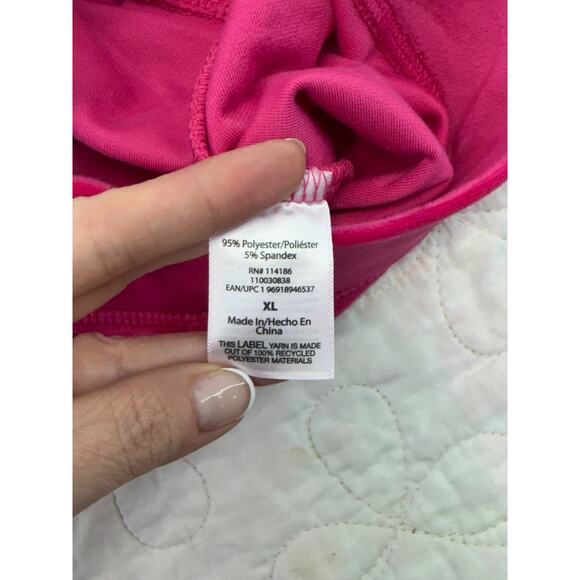 95% Polyester/Poliéster
5% Spandex
RN# 114186
110030838
EAN/UPC 1 96918946537
XL
Made In/Hecho En
China
THIS LABEL YARN IS MADE
OUT OF 100% RECYCLED
POLYESTER MATERIALS